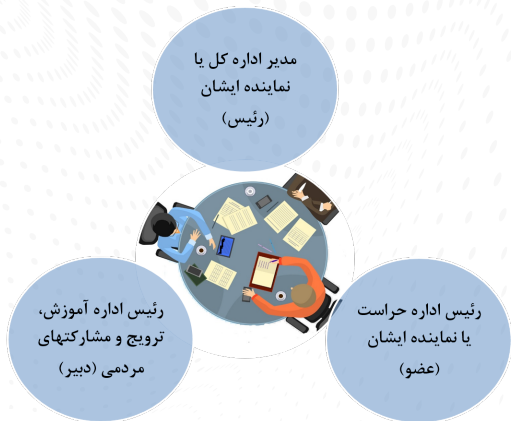 مدیر اداره کل یا
نماینده ایشان
(رئیس)
رئیس اداره حراست
یا نماینده ایشان
(عضو)
رئیس اداره آموزش،
ترویج و مشارکتهای
مردمی (دبیر)